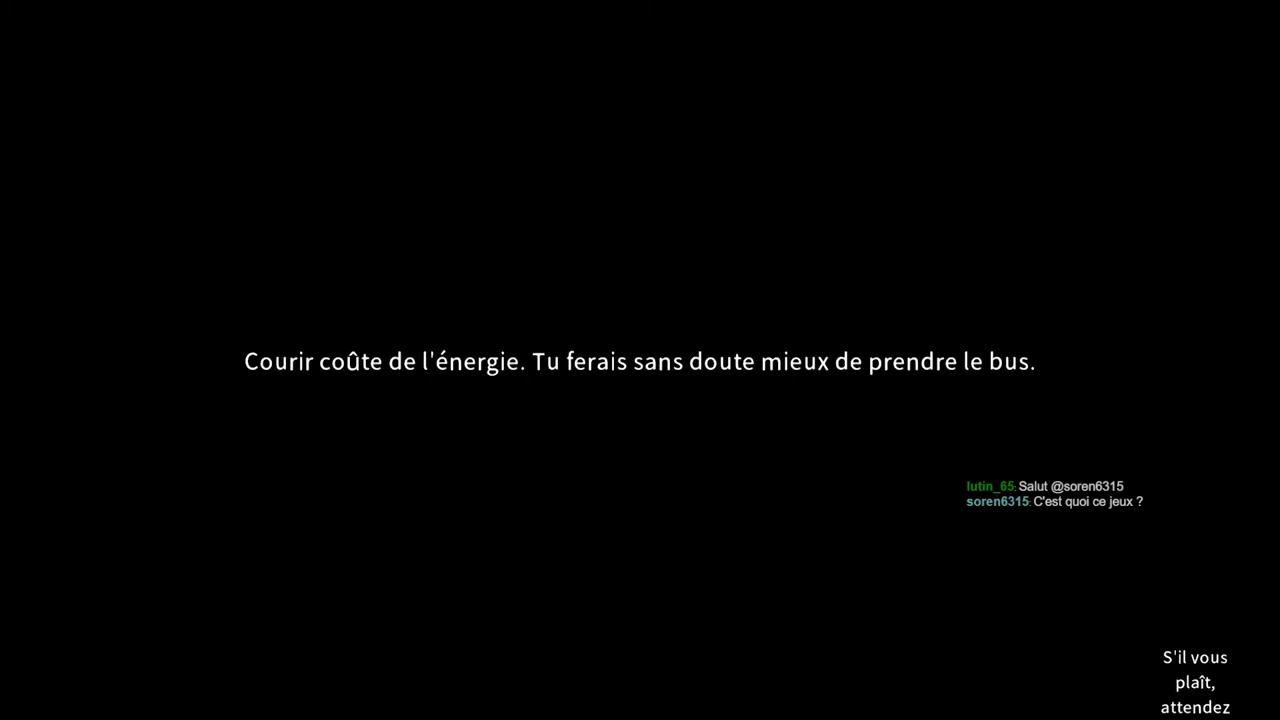 Courir coûte de l'énergie. Tu ferais sans doute mieux de prendre le bus.
lutin_65: Salut @soren6315
soren6315: C'est quoi ce jeux ?
S'il vous
plaît,
attendez